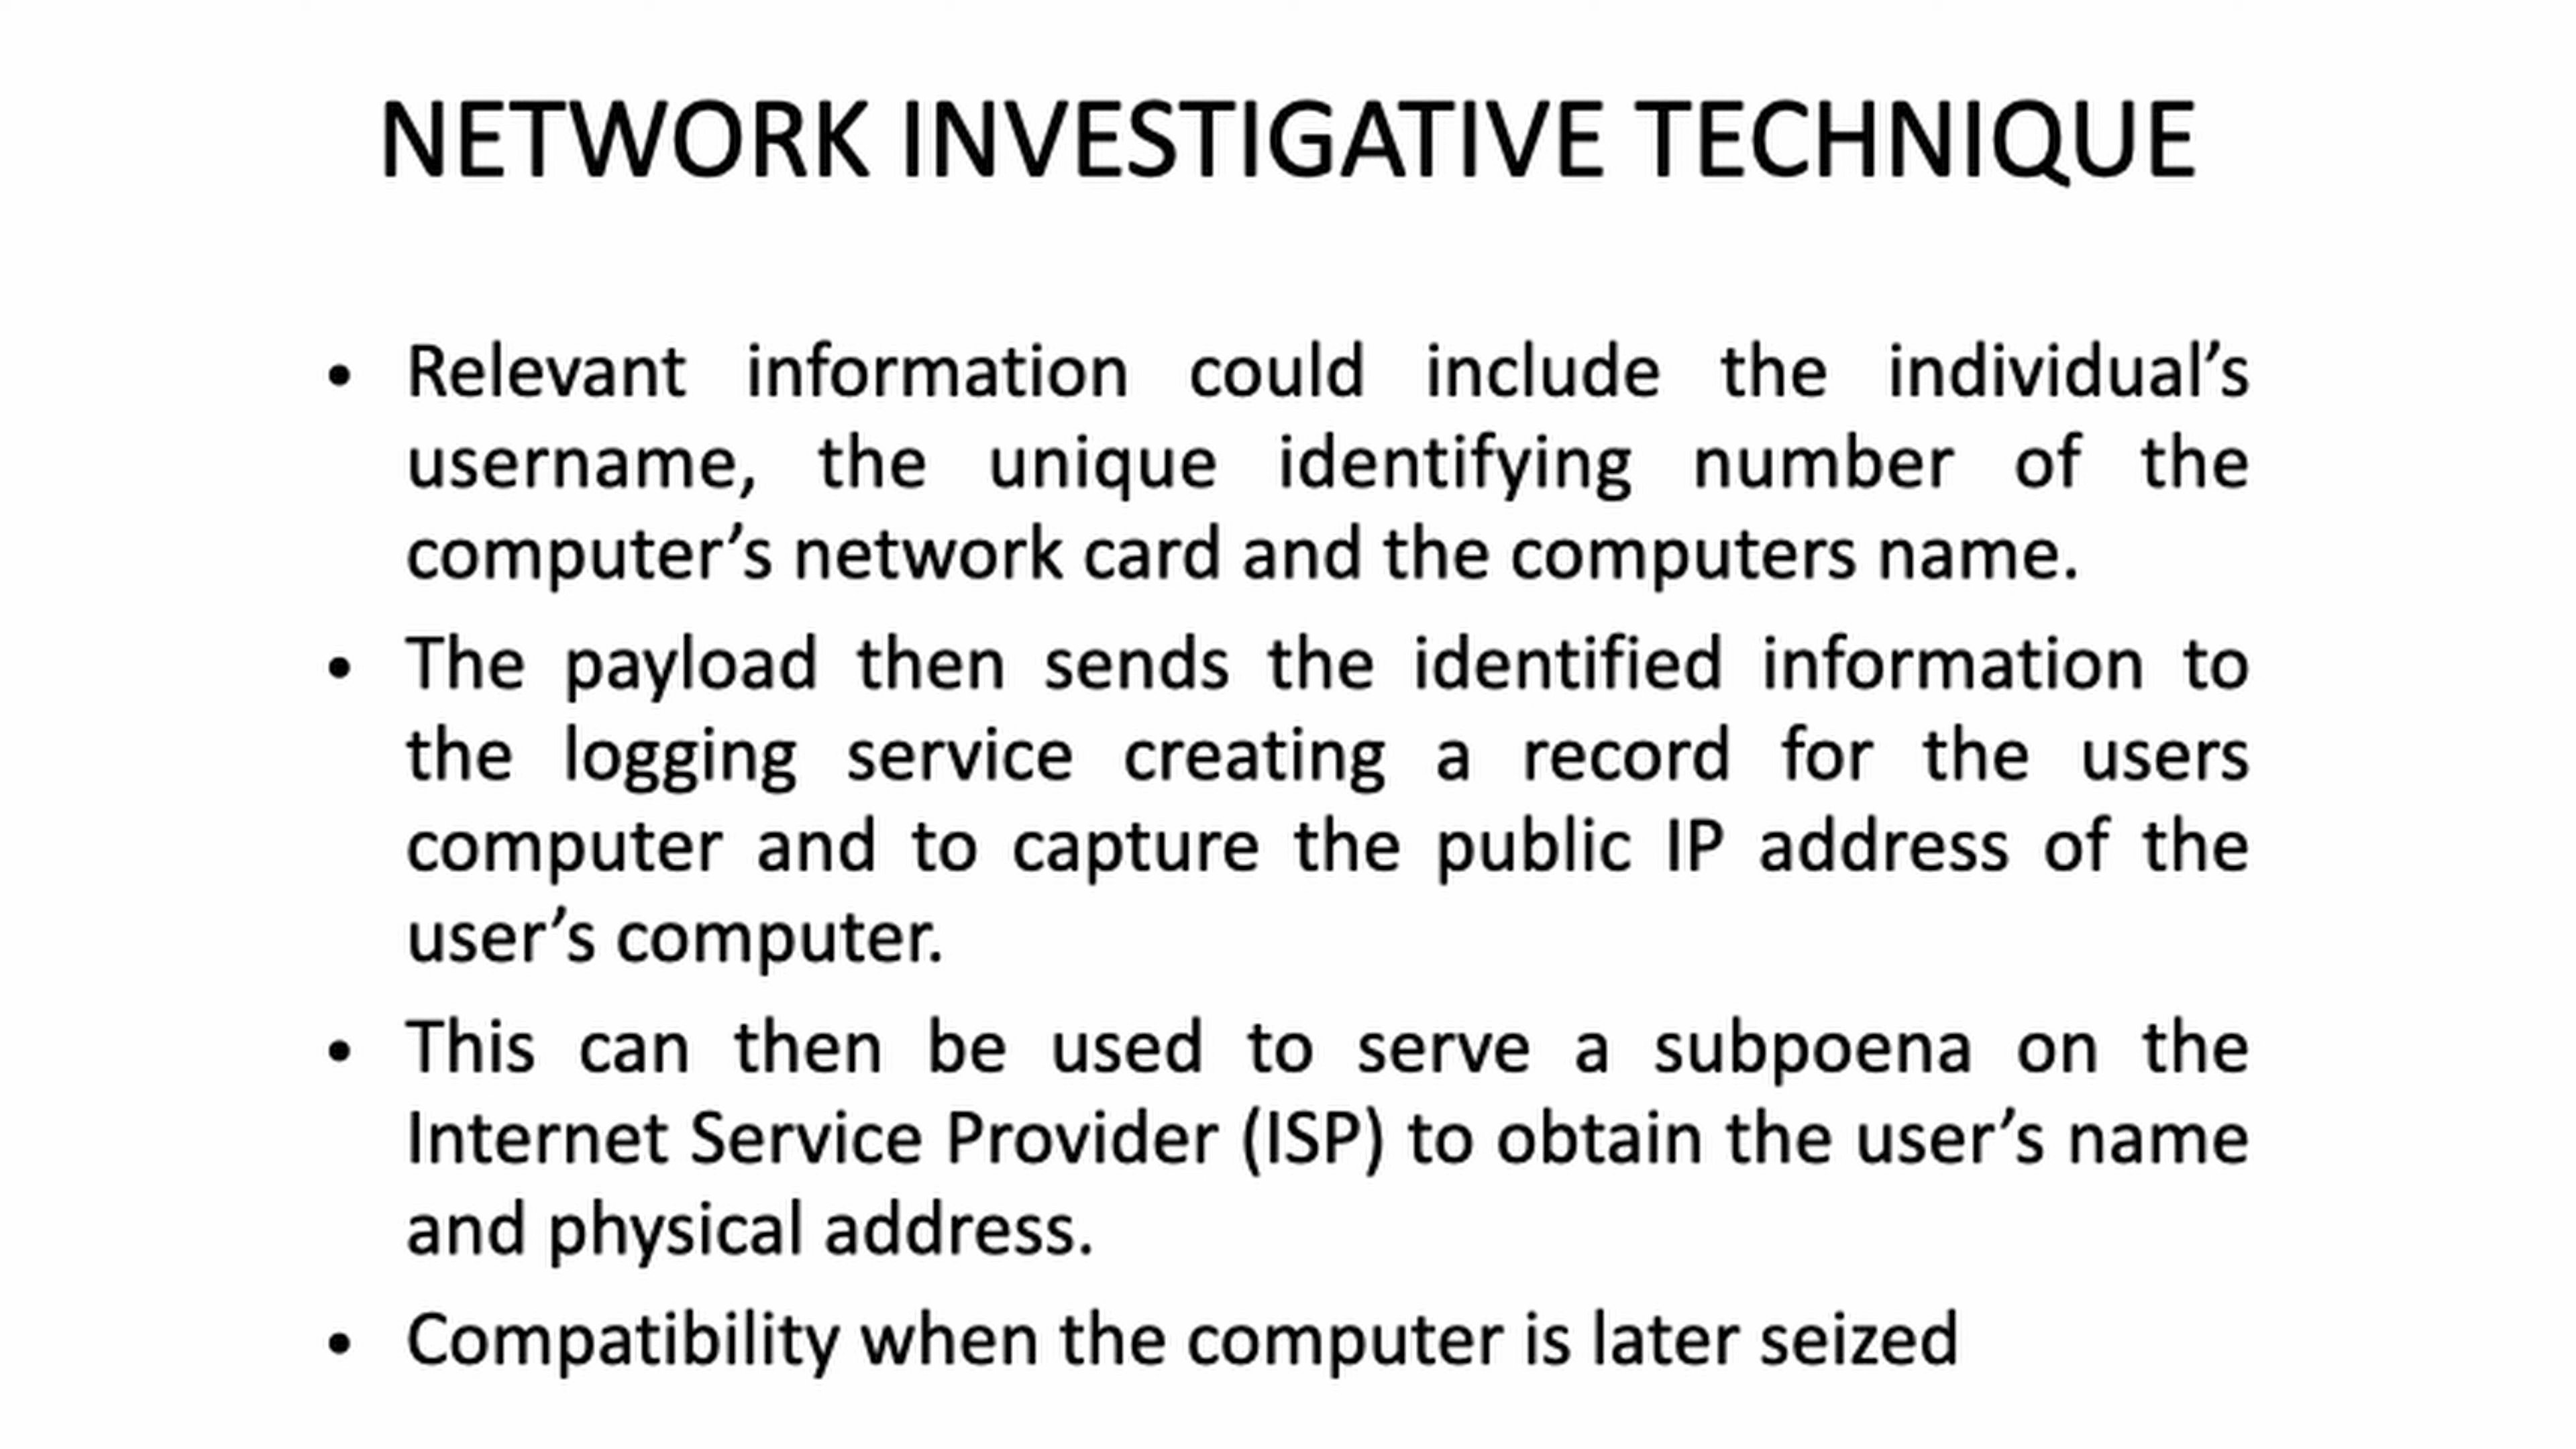 NETWORK INVESTIGATIVE TECHNIQUE
• Relevant information could include the individual’s
username, the unique identifying number of the
computer’s network card and the computers name.
• The payload then sends the identified information to
the logging service creating a record for the users
computer and to capture the public IP address of the
user’s computer.
• This can then be used to serve a subpoena on the
Internet Service Provider (ISP) to obtain the user’s name
and physical address.
• Compatibility when the computer is later seized